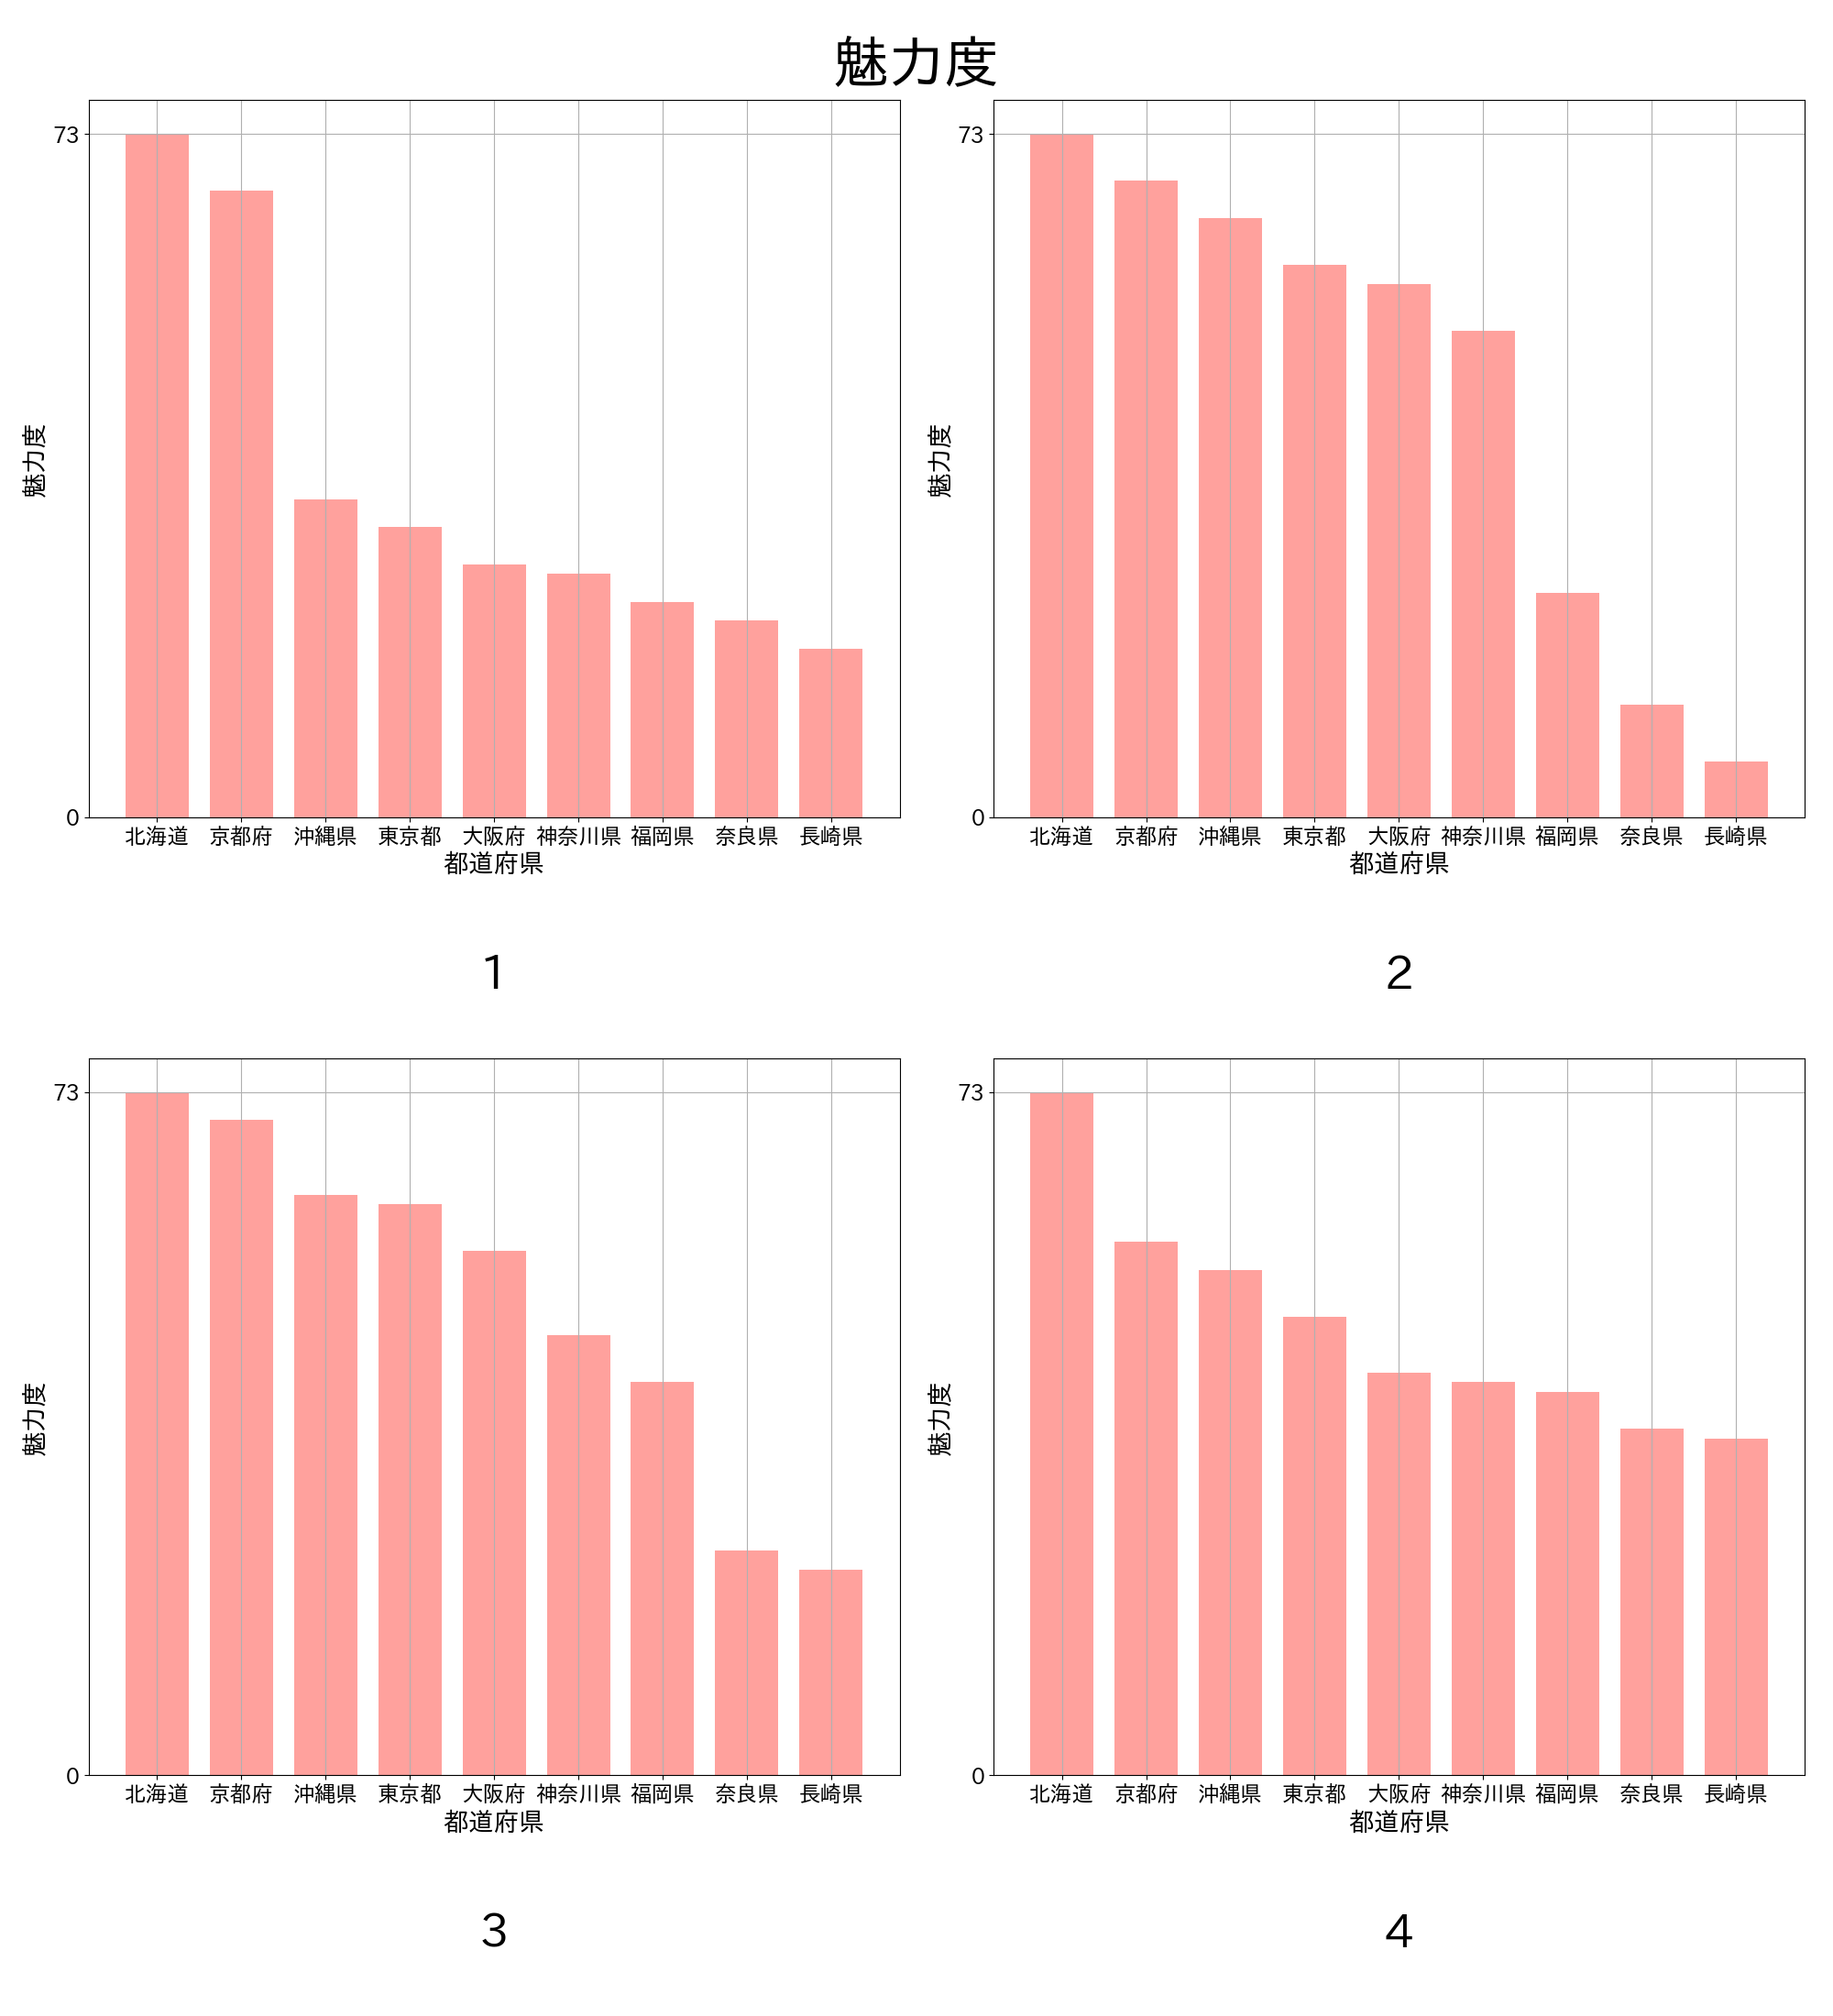 魅力度
73
0
魅力度
北海道 京都府 沖縄県 東京都 大阪府 神奈川県 福岡県 奈良県 長崎県
都道府県
1
73
0
魅力度
北海道 京都府 沖縄県 東京都 大阪府 神奈川県 福岡県 奈良県 長崎県
都道府県
2
73
0
魅力度
北海道 京都府 沖縄県 東京都 大阪府 神奈川県 福岡県 奈良県 長崎県
都道府県
3
73
0
魅力度
北海道 京都府 沖縄県 東京都 大阪府 神奈川県 福岡県 奈良県 長崎県
都道府県
4